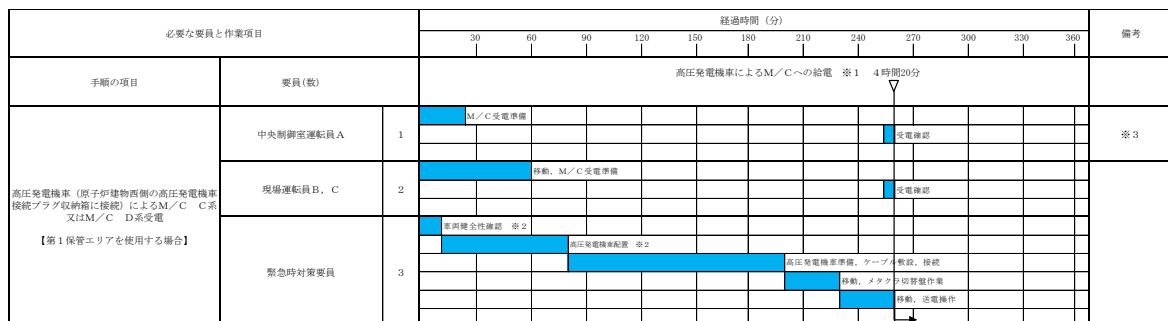 必要な要員と作業項目
経過時間（分）
備考
30 60 90 120 150 180 210 240 270 300 330 360
手順の項目
要員(数)
高圧発電機車によるＭ／Ｃへの給電　※１　４時間20分
高圧発電機車（原子炉建物西側の高圧発電機車
接続プラグ収納箱に接続）によるＭ／Ｃ　Ｃ系
又はＭ／Ｃ　Ｄ系受電
【第１保管エリアを使用する場合】
中央制御室運転員Ａ
1
Ｍ／Ｃ受電準備
受電確認
※３
現場運転員Ｂ，Ｃ
2
移動，Ｍ／Ｃ受電準備
受電確認
緊急時対策要員
3
車両健全性確認　※２
高圧発電機車配置　※２
高圧発電機車準備，ケーブル敷設，接続
移動，メタクラ切替盤作業
移動，送電操作